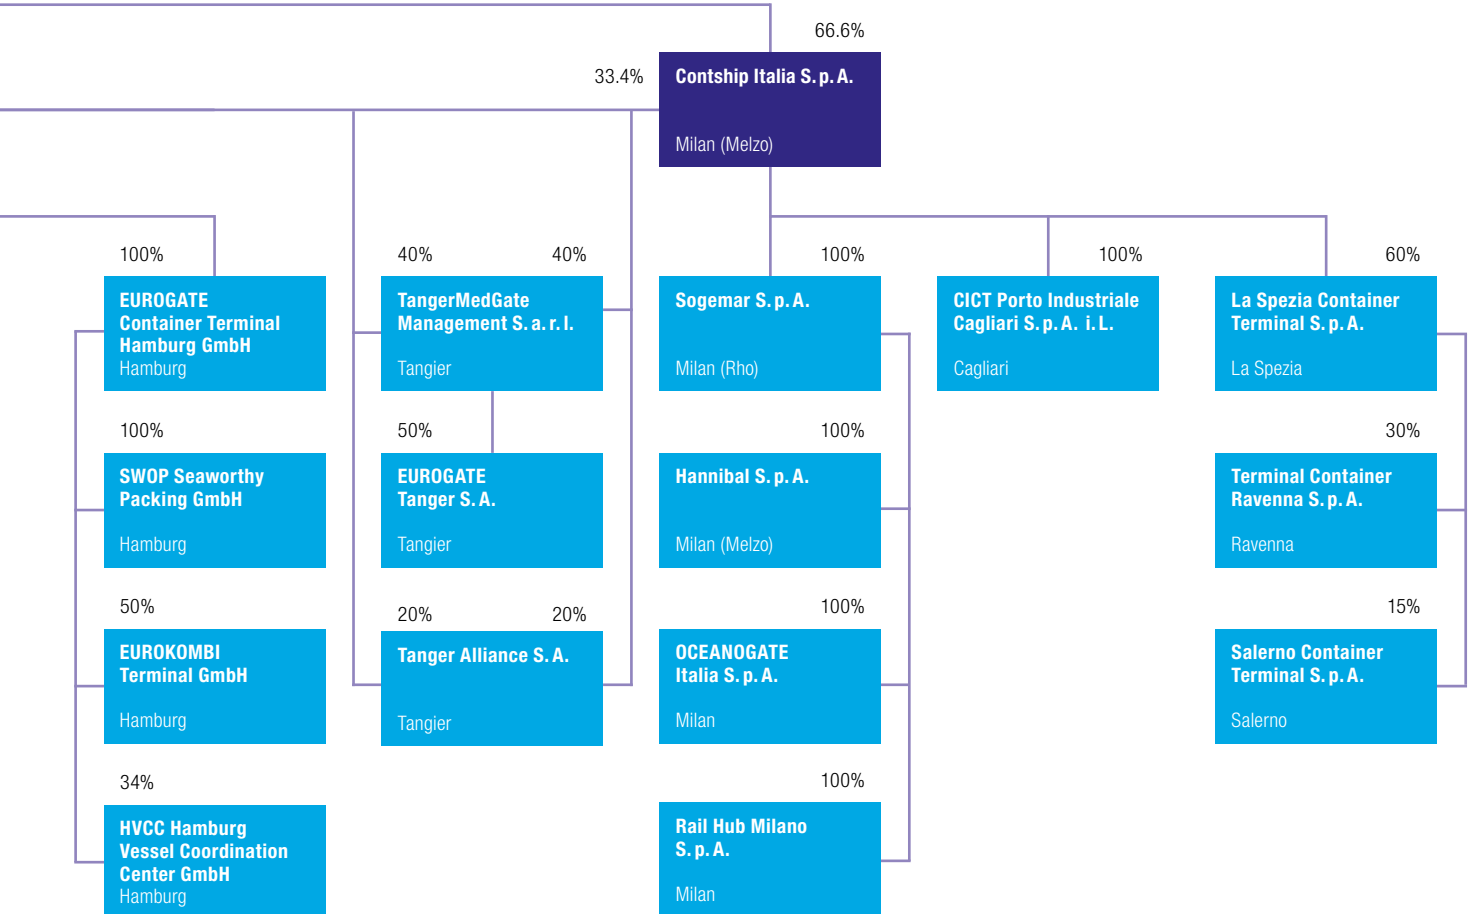 66.6%
33.4%
Contship Italia S.p.A.
Milan (Melzo)
100%
EUROGATE
Container Terminal
Hamburg GmbH
Hamburg
100%
SWOP Seaworthy
Packing GmbH
Hamburg
50%
EUROKOMBI
Terminal GmbH
Hamburg
34%
HVCC Hamburg
Vessel Coordination
Center GmbH
Hamburg
40%
40%
TangerMedGate
Management S.a.r.l.
Tangier
50%
EUROGATE
Tanger S.A.
Tangier
20%
20%
Tanger Alliance S.A.
Tangier
100%
Sogemar S.p.A.
Milan (Rho)
100%
Hannibal S.p.A.
Milan (Melzo)
100%
OCEANOGATE
Italia S.p.A.
Milan
100%
Rail Hub Milano
S.p.A.
Milan
100%
CICT Porto Industriale
Cagliari S.p.A. i.L.
Cagliari
60%
La Spezia Container
Terminal S.p.A.
La Spezia
30%
Terminal Container
Ravenna S.p.A.
Ravenna
15%
Salerno Container
Terminal S.p.A.
Salerno